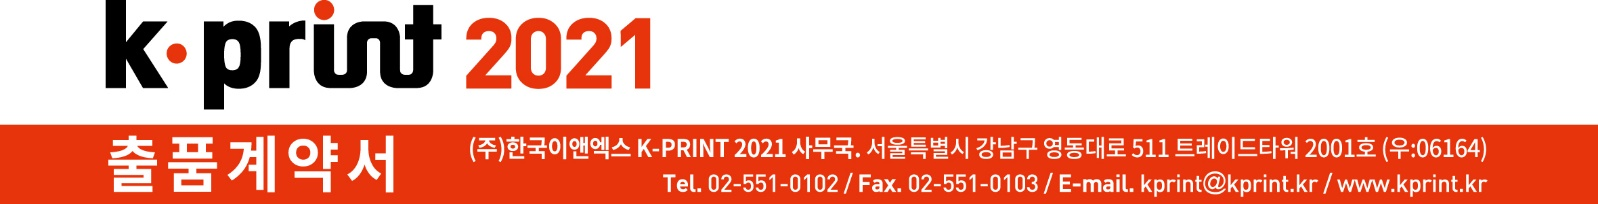 k·print 2021
출품계약서
(주)한국이앤엑스 K-PRINT 2021 사무국. 서울특별시 강남구 영동대로 511 트레이드타워 2001호 (우:06164)
Tel. 02-551-0102 / Fax. 02-551-0103 / E-mail. kprint@kprint.kr / www.kprint.kr